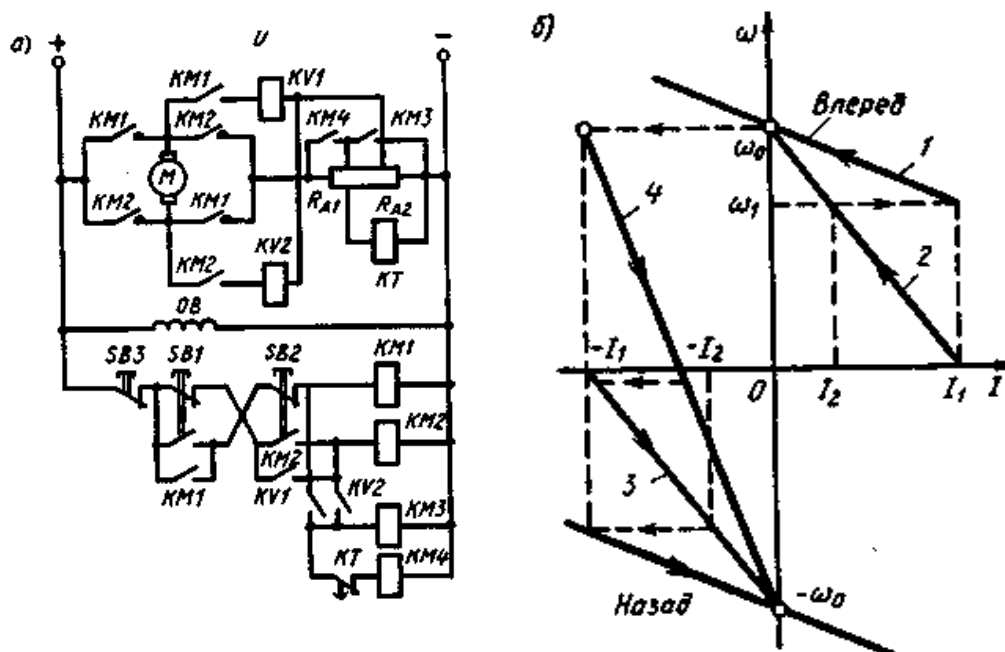 а)
+
U
−
KM1
KV1
KM1
KM2
KM4
KM3
M
R_A1
R_A2
KM2
KM1
KT
KM2
KV2
OB
SB3
SB1
SB2
KM1
KM2
KM2
KM1
KV1
KV2
KM3
KT
KM4
б)
ω
Вперед
1
ω₀
4
ω₁
2
-I₁
-I₂
0
I₂
I₁
I
3
Назад
-ω₀